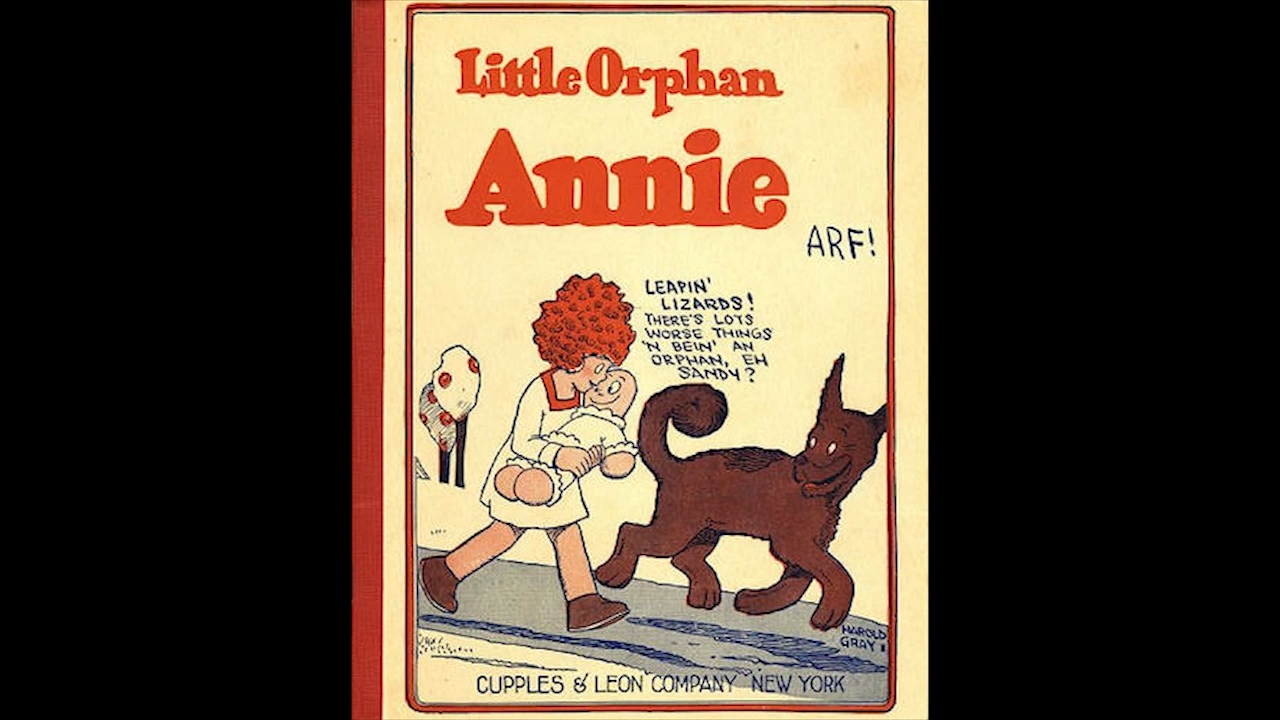 Little Orphan
Annie
ARF!
LEAPIN'
LIZARDS!
THERE'S LOTS
WORSE THINGS
'N BEIN' AN
ORPHAN, EH
SANDY?
HAROLD
GRAY
CUPPLES & LEON COMPANY NEW YORK